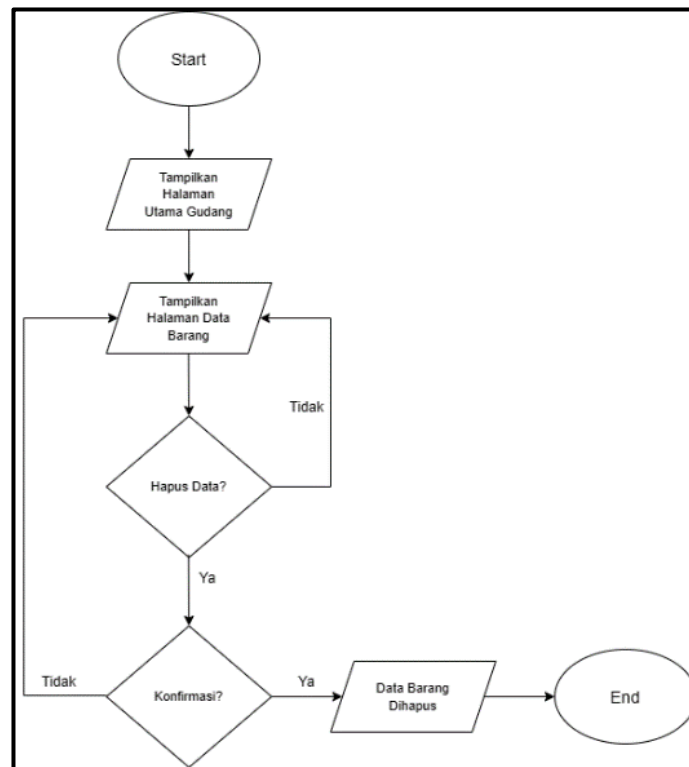 Start
Tampilkan
Halaman
Utama Gudang
Tampilkan
Halaman Data
Barang
Tidak
Hapus Data?
Ya
Tidak
Konfirmasi?
Ya
Data Barang
Dihapus
End